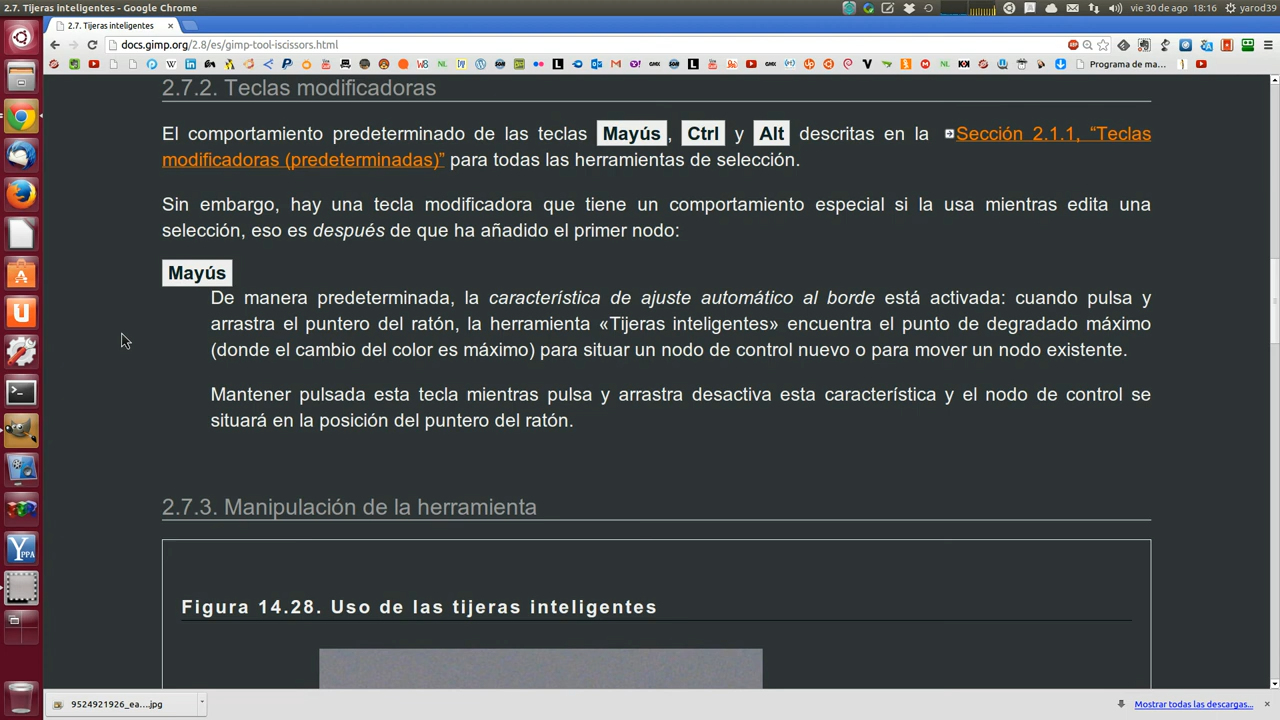 2.7. Tijeras inteligentes - Google Chrome
vie 30 de ago
18:16
yarod39
2.7. Tijeras inteligentes
docs.gimp.org/2.8/es/gimp-tool-iscissors.html
Programa de ma...
2.7.2. Teclas modificadoras
El comportamiento predeterminado de las teclas Mayús, Ctrl y Alt descritas en la Sección 2.1.1, “Teclas
modificadoras (predeterminadas)” para todas las herramientas de selección.
Sin embargo, hay una tecla modificadora que tiene un comportamiento especial si la usa mientras edita una
selección, eso es después de que ha añadido el primer nodo:
Mayús
De manera predeterminada, la característica de ajuste automático al borde está activada: cuando pulsa y
arrastra el puntero del ratón, la herramienta «Tijeras inteligentes» encuentra el punto de degradado máximo
(donde el cambio del color es máximo) para situar un nodo de control nuevo o para mover un nodo existente.
Mantener pulsada esta tecla mientras pulsa y arrastra desactiva esta característica y el nodo de control se
situará en la posición del puntero del ratón.
2.7.3. Manipulación de la herramienta
Figura 14.28. Uso de las tijeras inteligentes
YPPA
9524921926_ea....jpg
Mostrar todas las descargas...